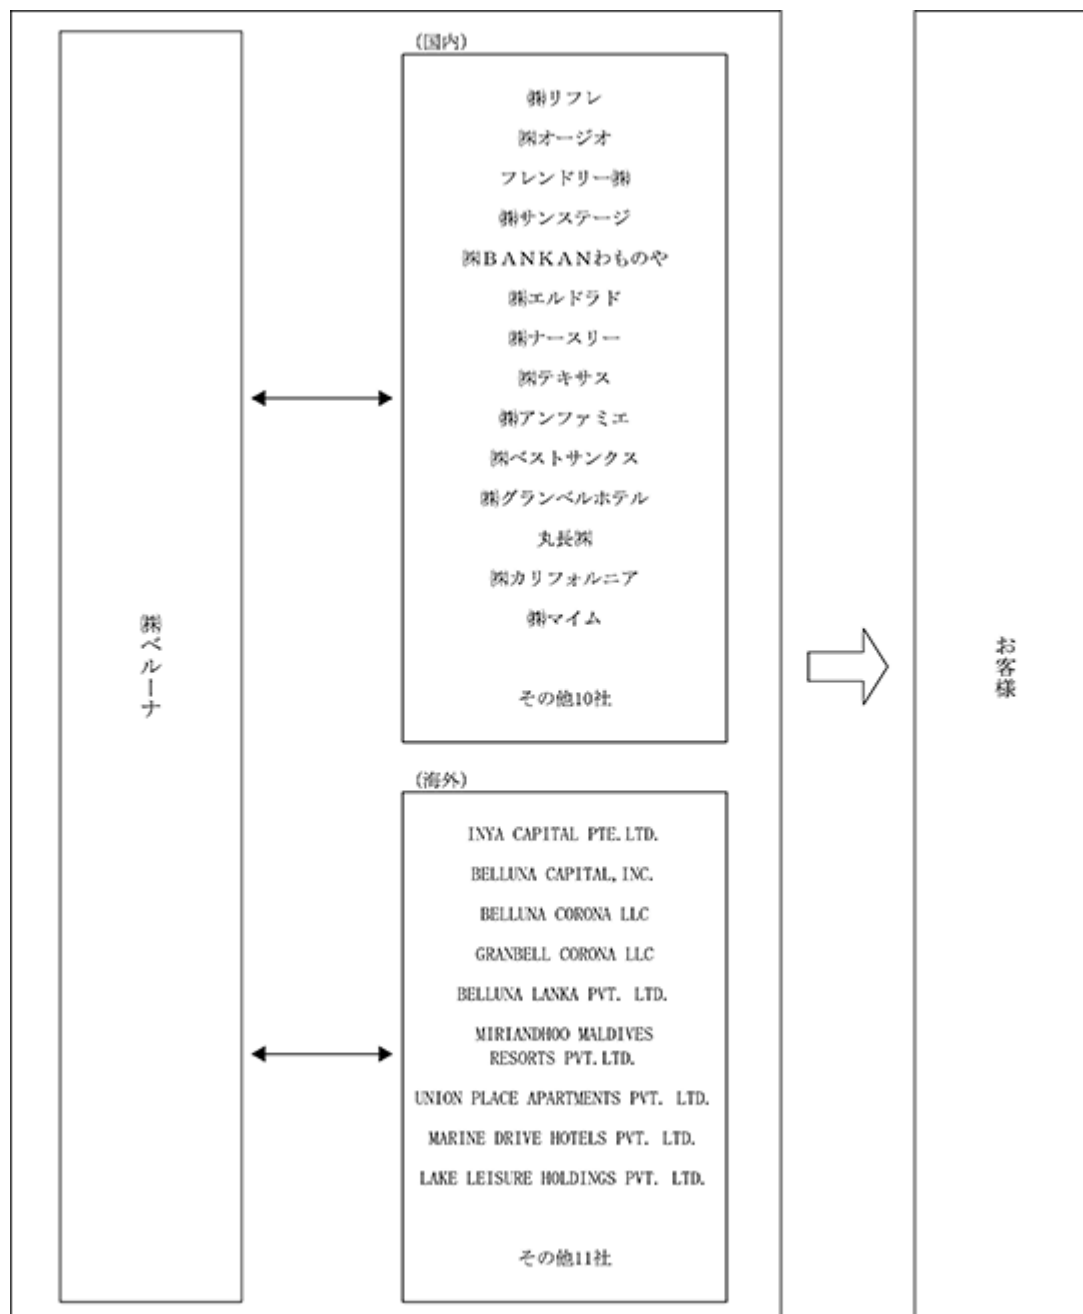 ㈱ベルーナ
(国内)
㈱リフレ
㈱オージオ
フレンドリー㈱
㈱サンステージ
㈱ＢＡＮＫＡＮわものや
㈱エルドラド
㈱ナースリー
㈱テキサス
㈱アンファミエ
㈱ベストサンクス
㈱グランベルホテル
丸長㈱
㈱カリフォルニア
㈱マイム
その他10社
(海外)
INYA CAPITAL PTE.LTD.
BELLUNA CAPITAL,INC.
BELLUNA CORONA LLC
GRANBELL CORONA LLC
BELLUNA LANKA PVT. LTD.
MIRIANDHOO MALDIVES
RESORTS PVT.LTD.
UNION PLACE APARTMENTS PVT. LTD.
MARINE DRIVE HOTELS PVT. LTD.
LAKE LEISURE HOLDINGS PVT. LTD.
その他11社
お客様